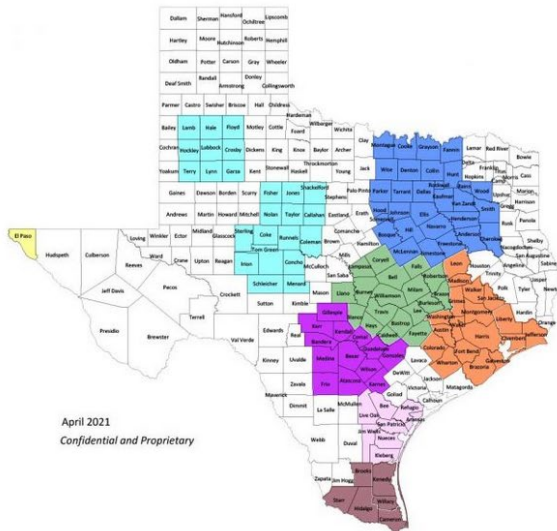 Dallam Sherman Hansford Ochiltree Lipscomb
Hartley Moore Hutchinson Roberts Hemphill
Oldham Potter Carson Gray Wheeler
Deaf Smith Randall Armstrong Donley Collingsworth
Parmer Castro Swisher Briscoe Hall Childress
Bailey Lamb Hale Floyd Motley Cottle Hardeman
Foard Wilbarger Wichita Clay Montague Cooke Grayson Fannin Lamar Red River Bowie
Cochran Hockley Lubbock Crosby Dickens King Knox Baylor Archer Jack Wise Denton Collin Hunt Delta Hopkins Franklin Titus Morris Cass
Yoakum Terry Lynn Garza Kent Stonewall Haskell Throckmorton Young Parker Tarrant Dallas Rockwall Kaufman Rains Wood Upshur Marion
Gaines Dawson Borden Scurry Fisher Jones Shackelford Stephens Palo Pinto Hood Johnson Ellis Van Zandt Smith Gregg Harrison
Andrews Martin Howard Mitchell Nolan Taylor Callahan Eastland Erath Somervell Hill Navarro Henderson Rusk Panola
El Paso Loving Winkler Ector Midland Glasscock Sterling Coke Runnels Coleman Brown Comanche Hamilton Bosque Freestone Anderson Cherokee Nacogdoches Shelby
Hudspeth Culberson Reeves Ward Crane Upton Reagan Irion Tom Green Concho McCulloch San Saba Mills Lampasas Coryell McLennan Limestone Falls Leon Houston Angelina San Augustine Sabine
Jeff Davis Pecos Crockett Schleicher Menard Mason Llano Burnet Bell Milam Robertson Madison Trinity Polk Tyler Jasper Newton
Presidio Brewster Terrell Sutton Kimble Gillespie Blanco Williamson Travis Burleson Brazos Grimes Walker San Jacinto Hardin
Val Verde Edwards Real Kerr Kendall Hays Bastrop Lee Washington Montgomery Liberty Orange
Kinney Uvalde Bandera Medina Bexar Comal Guadalupe Caldwell Fayette Austin Waller Harris Chambers Jefferson
Maverick Zavala Frio Atascosa Wilson Gonzales Lavaca Colorado Wharton Fort Bend Brazoria Galveston
Dimmit La Salle McMullen Karnes DeWitt Victoria Jackson Matagorda
Goliad Calhoun
Webb Duval Live Oak Bee Refugio
Jim Wells San Patricio Aransas
Nueces
Kleberg
Zapata Jim Hogg Brooks Kenedy
Starr Hidalgo Willacy
Cameron
April 2021
Confidential and Proprietary